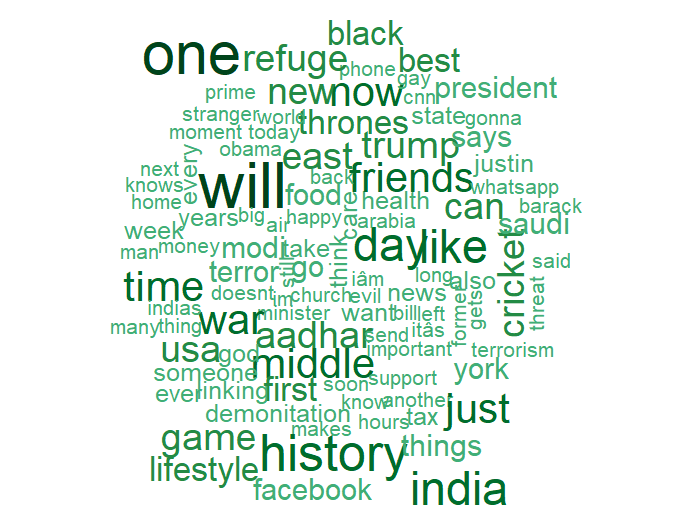 black
one refuge best
phone gay
prime new now cnn president
stranger world thrones state gonna
moment today trump says
obama east justin
next every back friends whatsapp
knows will food health can barack
home care
years big happy arabia saudi
week air day like
man money modi take think cricket said
terror still go long also
time doesnt im church iâm evil news former gets threat
indias minister want bill left
many thing war aadhar send itâs
usa god middle important terrorism
someone soon support york
ever linking first know another
demonitation hours tax just
game makes things
lifestyle history
facebook india